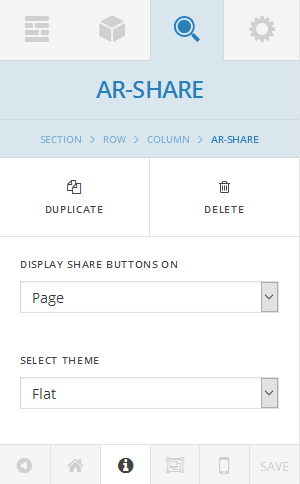 AR-SHARE
SECTION > ROW > COLUMN > AR-SHARE
DUPLICATE DELETE
DISPLAY SHARE BUTTONS ON
Page
SELECT THEME
Flat
SAVE